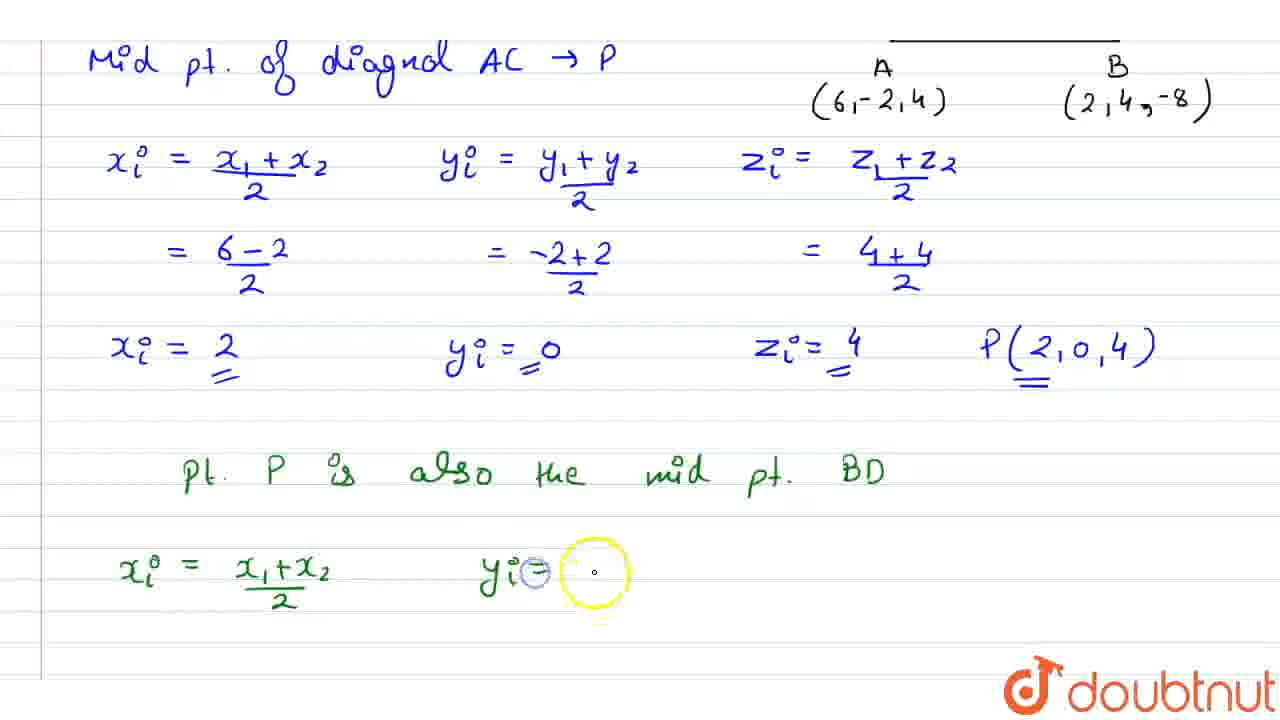 Mid pt. of diagnol AC → P
A B
(6,-2,4) (2,4,-8)
xi = x1+x2/2 yi = y1+y2/2 zi = z1+z2/2
= 6-2/2 = -2+2/2 = 4+4/2
xi = 2 yi = 0 zi = 4 P(2,0,4)
Pt. P is also the mid pt. BD
xi = x1+x2/2 yi =
doubtnut